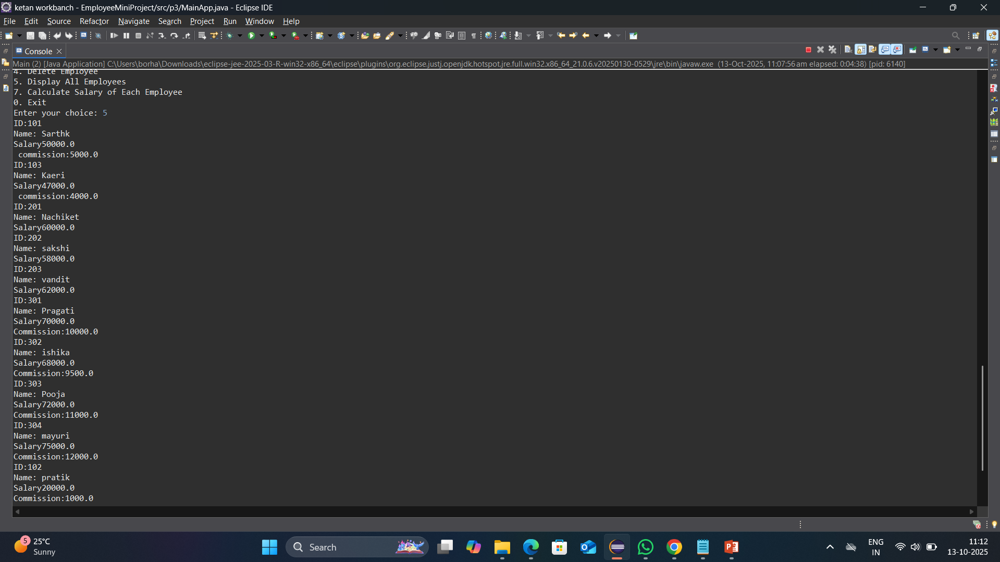 ketan workbanch - EmployeeMiniProject/src/p3/MainApp.java - Eclipse IDE
File Edit Source Refactor Navigate Search Project Run Window Help
Console
Main (2) [Java Application] C:\Users\borha\Downloads\eclipse-jee-2025-03-R-win32-x86_64\eclipse\plugins\org.eclipse.justj.openjdk.hotspot.jre.full.win32.x86_64_21.0.6.v20250130-0529\jre\bin\javaw.exe (13-Oct-2025, 11:07:56 am elapsed: 0:04:38) [pid: 6140]
4. Delete Employee
5. Display All Employees
7. Calculate Salary of Each Employee
0. Exit
Enter your choice: 5
ID:101
Name: Sarthk
Salary50000.0
commission:5000.0
ID:103
Name: Kaeri
Salary47000.0
commission:4000.0
ID:201
Name: Nachiket
Salary60000.0
ID:202
Name: sakshi
Salary58000.0
ID:203
Name: vandit
Salary62000.0
ID:301
Name: Pragati
Salary70000.0
Commission:10000.0
ID:302
Name: ishika
Salary68000.0
Commission:9500.0
ID:303
Name: Pooja
Salary72000.0
Commission:11000.0
ID:304
Name: mayuri
Salary75000.0
Commission:12000.0
ID:102
Name: pratik
Salary20000.0
Commission:1000.0
5
25°C
Sunny
Search
ENG
IN
11:12
13-10-2025